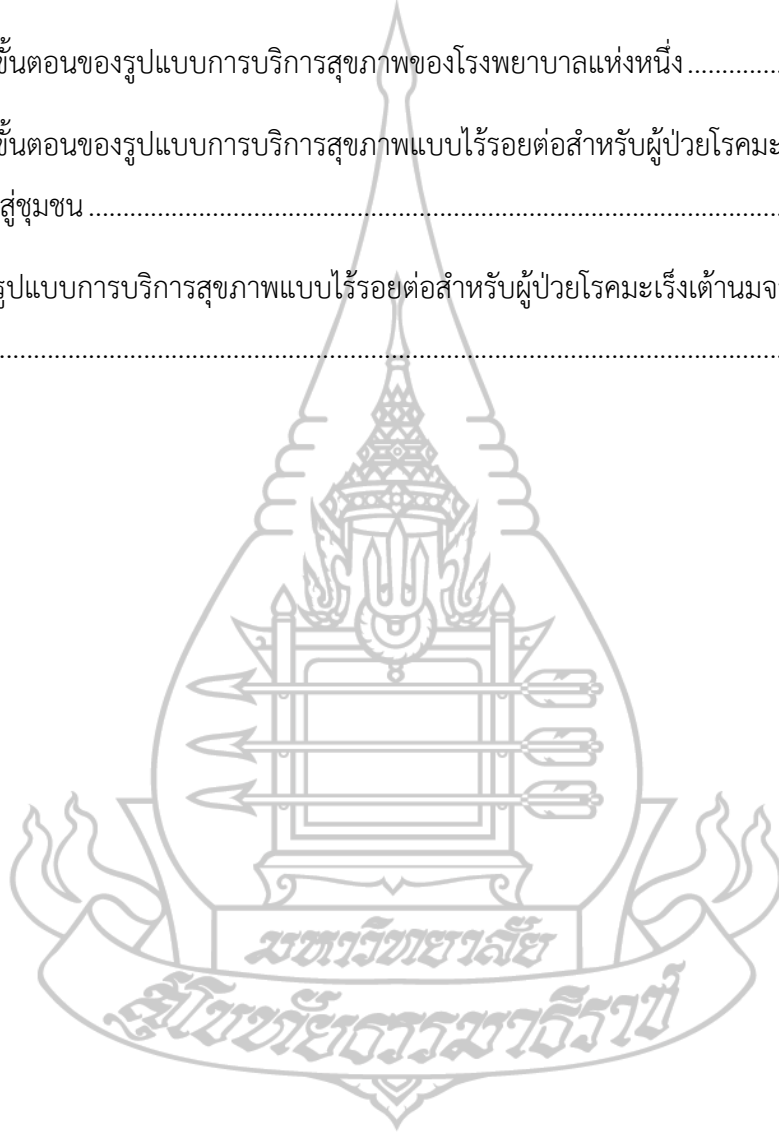 ขั้นตอนของรูปแบบการบริการสุขภาพของโรงพยาบาลแห่งหนึ่ง..............
ขั้นตอนของรูปแบบการบริการสุขภาพแบบไร้รอยต่อสำหรับผู้ป่วยโรคมะ
สู่ชุมชน....................................................................................................
รูปแบบการบริการสุขภาพแบบไร้รอยต่อสำหรับผู้ป่วยโรคมะเร็งเต้านมจ
....................................................................................................................
มหาวิทยาลัย
สุโขทัยธรรมาธิราช